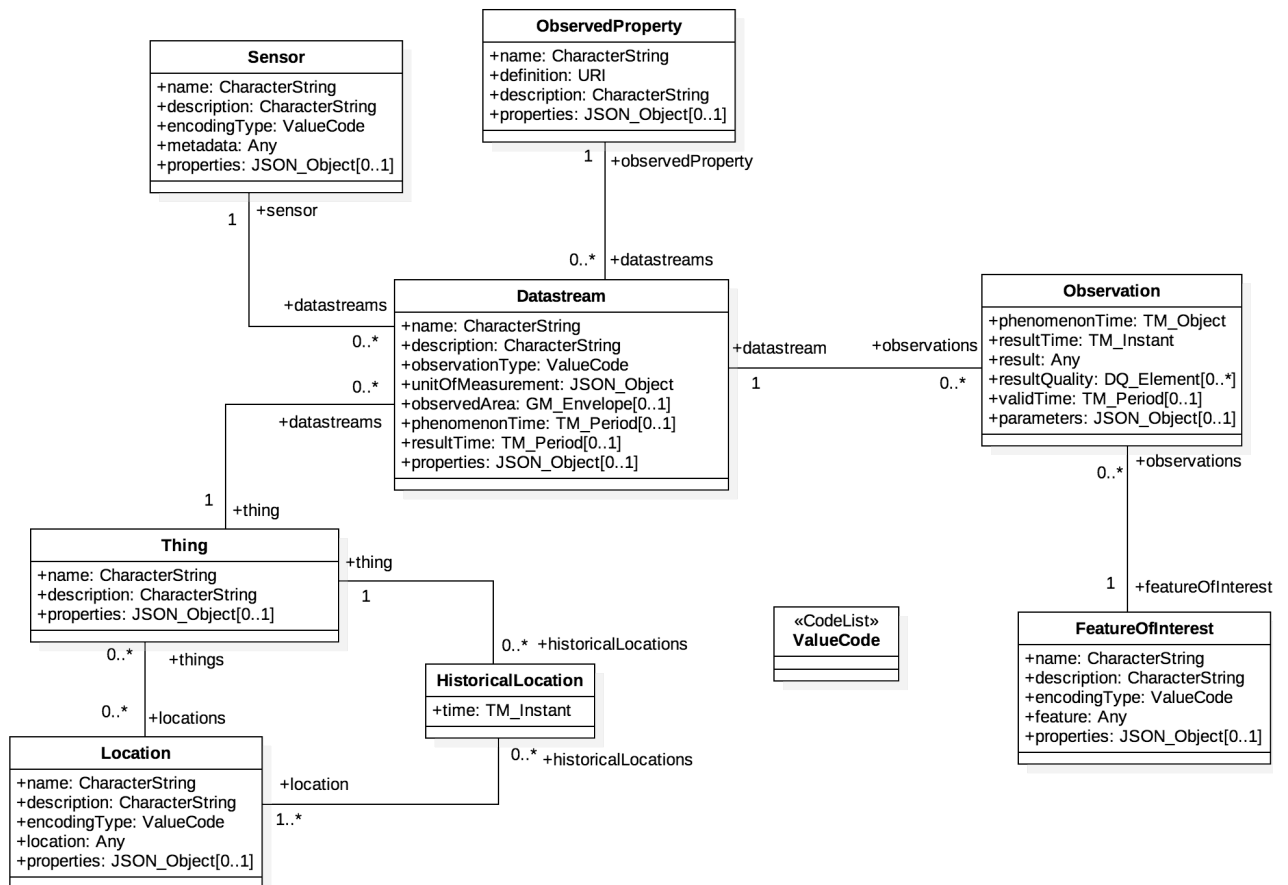 ObservedProperty
+name: CharacterString
+definition: URI
+description: CharacterString
+properties: JSON_Object[0..1]
Sensor
+name: CharacterString
+description: CharacterString
+encodingType: ValueCode
+metadata: Any
+properties: JSON_Object[0..1]
1
+observedProperty
1
+sensor
0..*
+datastreams
+datastreams
0..*
Datastream
+name: CharacterString
+description: CharacterString
+observationType: ValueCode
+unitOfMeasurement: JSON_Object
+observedArea: GM_Envelope[0..1]
+phenomenonTime: TM_Period[0..1]
+resultTime: TM_Period[0..1]
+properties: JSON_Object[0..1]
+datastream
1
+observations
0..*
Observation
+phenomenonTime: TM_Object
+resultTime: TM_Instant
+result: Any
+resultQuality: DQ_Element[0..*]
+validTime: TM_Period[0..1]
+parameters: JSON_Object[0..1]
0..*
+datastreams
0..*
+observations
1
+thing
Thing
+name: CharacterString
+description: CharacterString
+properties: JSON_Object[0..1]
+thing
1
1
+featureOfInterest
«CodeList»
ValueCode
FeatureOfInterest
+name: CharacterString
+description: CharacterString
+encodingType: ValueCode
+feature: Any
+properties: JSON_Object[0..1]
0..*
+historicalLocations
0..*
+things
HistoricalLocation
+time: TM_Instant
0..*
+locations
0..*
+historicalLocations
Location
+name: CharacterString
+description: CharacterString
+encodingType: ValueCode
+location: Any
+properties: JSON_Object[0..1]
+location
1..*